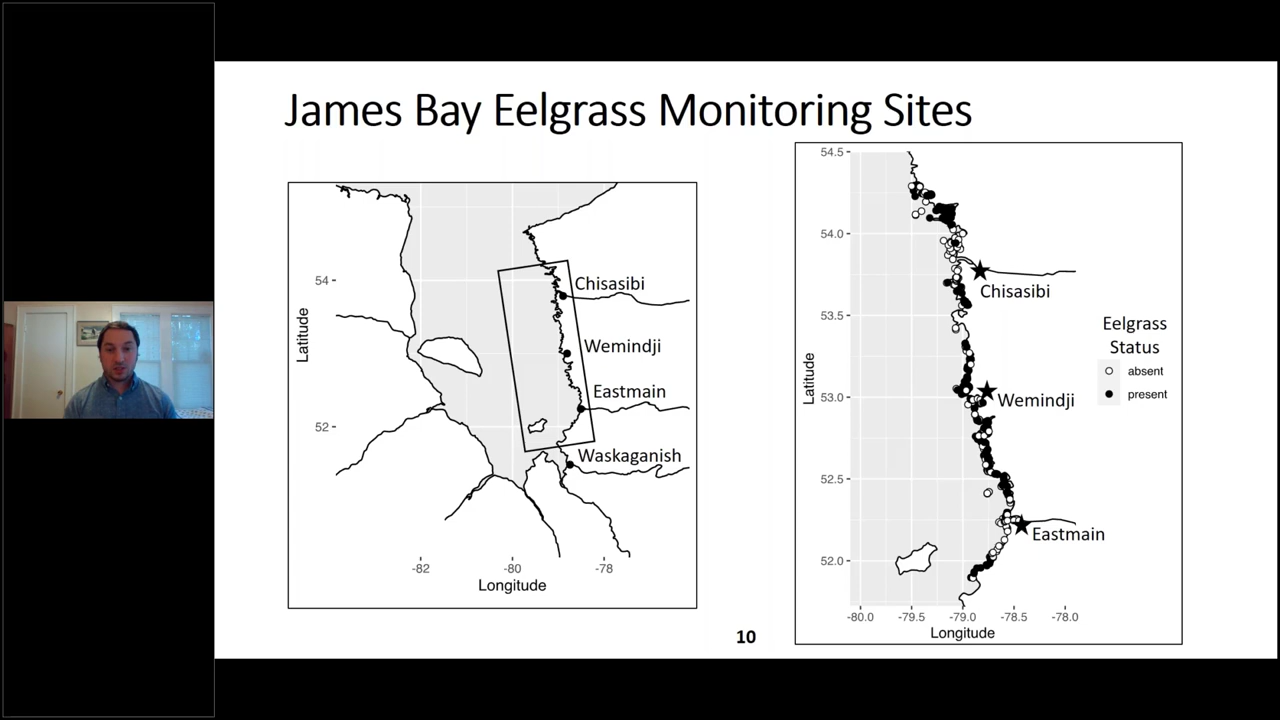 James Bay Eelgrass Monitoring Sites
54
52
Latitude
-82
-80
-78
Longitude
Chisasibi
Wemindji
Eastmain
Waskaganish
54.5
54.0
53.5
53.0
52.5
52.0
Latitude
-80.0
-79.5
-79.0
-78.5
-78.0
Longitude
Chisasibi
Wemindji
Eastmain
Eelgrass
Status
absent
present
10